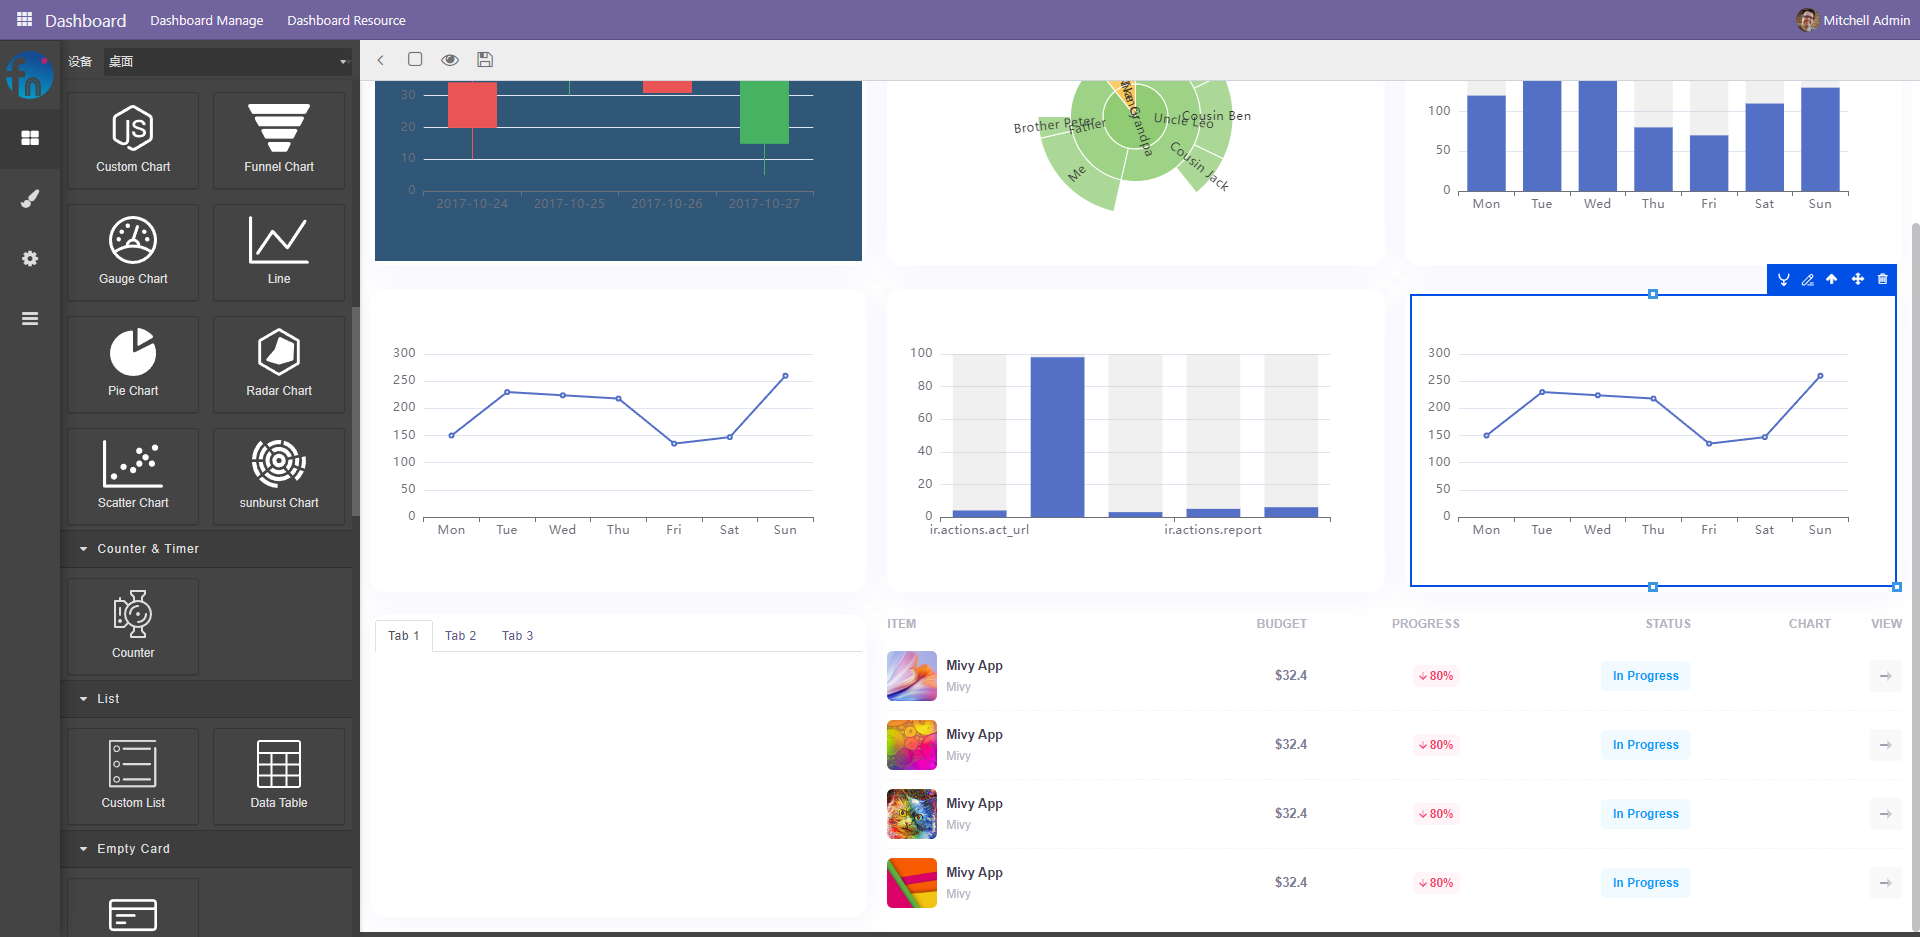 Dashboard Dashboard Manage Dashboard Resource Mitchell Admin
fn
设备 桌面
Custom Chart Funnel Chart
Gauge Chart Line
Pie Chart Radar Chart
Scatter Chart sunburst Chart
Counter & Timer
Counter
List
Custom List Data Table
Empty Card
30
20
10
0
2017-10-24 2017-10-25 2017-10-26 2017-10-27
Brother Peter
Father
Me
Grandpa
Uncle Leo
Cousin Ben
Cousin Jack
100
50
0
Mon Tue Wed Thu Fri Sat Sun
300
250
200
150
100
50
0
Mon Tue Wed Thu Fri Sat Sun
100
80
60
40
20
0
ir.actions.act_url ir.actions.report
300
250
200
150
100
50
0
Mon Tue Wed Thu Fri Sat Sun
Tab 1 Tab 2 Tab 3
ITEM BUDGET PROGRESS STATUS CHART VIEW
Mivy App
Mivy
$32.4 80% In Progress
Mivy App
Mivy
$32.4 80% In Progress
Mivy App
Mivy
$32.4 80% In Progress
Mivy App
Mivy
$32.4 80% In Progress